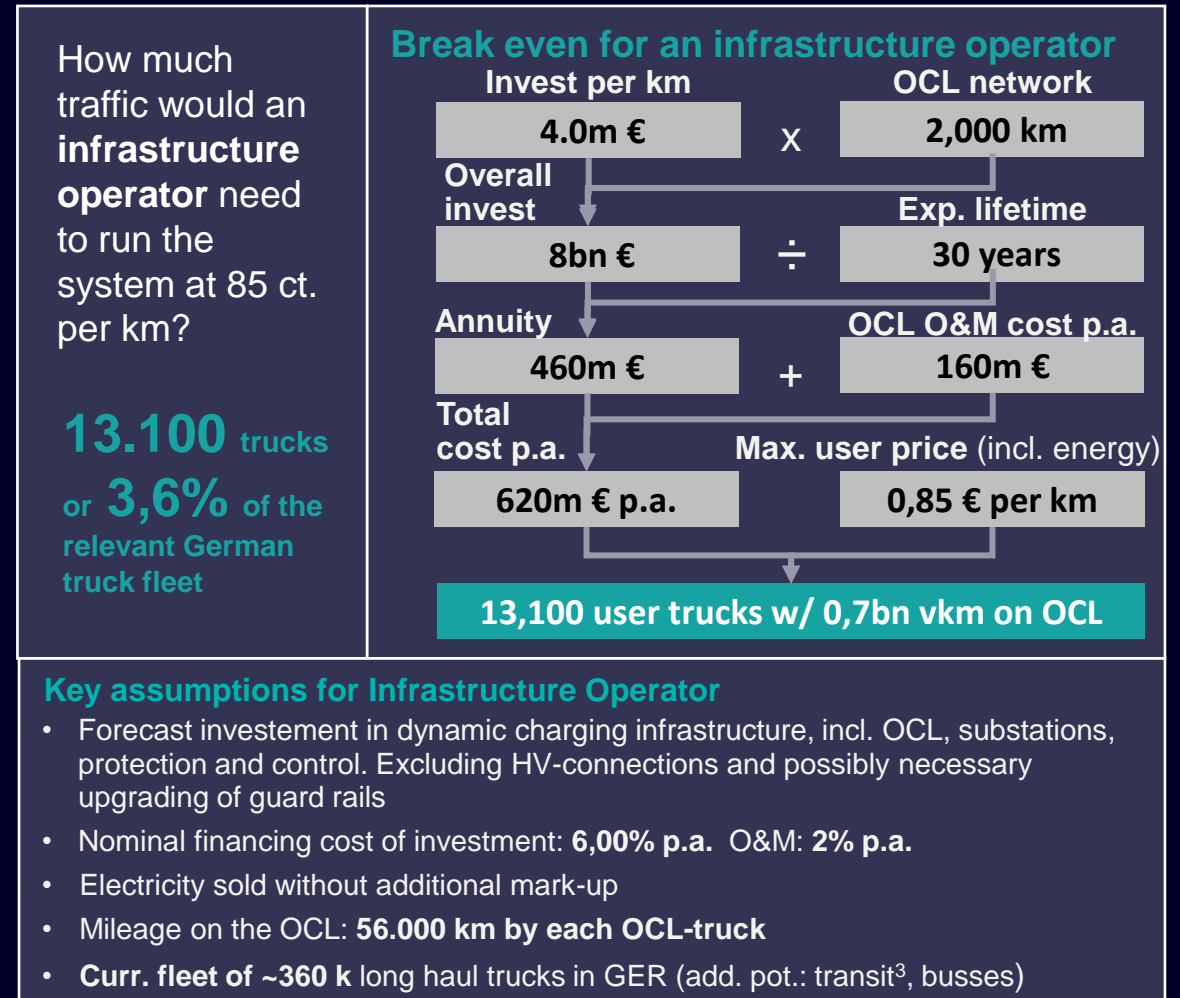 How much
traffic would an
infrastructure
operator need
to run the
system at 85 ct.
per km?
13.100 trucks
or 3,6% of the
relevant German
truck fleet
Break even for an infrastructure operator
Invest per km
OCL network
4.0m €
x
2,000 km
Overall
invest
Exp. lifetime
8bn €
÷
30 years
Annuity
OCL O&M cost p.a.
460m €
+
160m €
Total
cost p.a.
Max. user price (incl. energy)
620m € p.a.
0,85 € per km
13,100 user trucks w/ 0,7bn vkm on OCL
Key assumptions for Infrastructure Operator
• Forecast investement in dynamic charging infrastructure, incl. OCL, substations,
protection and control. Excluding HV-connections and possibly necessary
upgrading of guard rails
• Nominal financing cost of investment: 6,00% p.a. O&M: 2% p.a.
• Electricity sold without additional mark-up
• Mileage on the OCL: 56.000 km by each OCL-truck
• Curr. fleet of ~360 k long haul trucks in GER (add. pot.: transit³, busses)